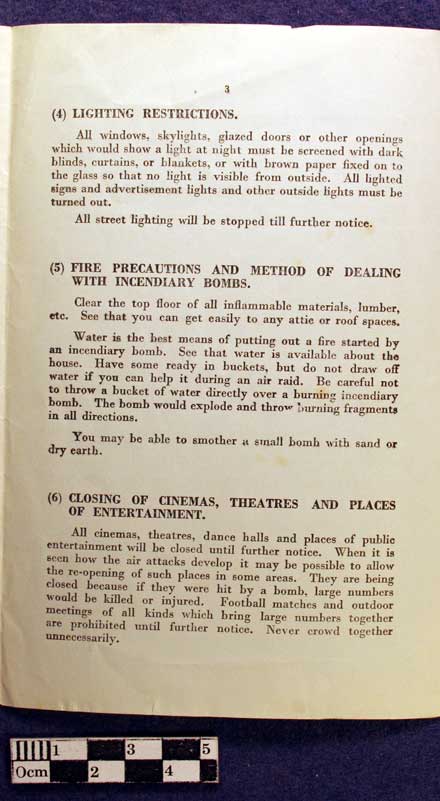 3
(4) LIGHTING RESTRICTIONS.
All windows, skylights, glazed doors or other openings
which would show a light at night must be screened with dark
blinds, curtains, or blankets, or with brown paper fixed on to
the glass so that no light is visible from outside. All lighted
signs and advertisement lights and other outside lights must be
turned out.
All street lighting will be stopped till further notice.
(5) FIRE PRECAUTIONS AND METHOD OF DEALING
WITH INCENDIARY BOMBS.
Clear the top floor of all inflammable materials, lumber,
etc. See that you can get easily to any attic or roof spaces.
Water is the best means of putting out a fire started by
an incendiary bomb. See that water is available about the
house. Have some ready in buckets, but do not draw off
water if you can help it during an air raid. Be careful not
to throw a bucket of water directly over a burning incendiary
bomb. The bomb would explode and throw burning fragments
in all directions.
You may be able to smother a small bomb with sand or
dry earth.
(6) CLOSING OF CINEMAS, THEATRES AND PLACES
OF ENTERTAINMENT.
All cinemas, theatres, dance halls and places of public
entertainment will be closed until further notice. When it is
seen how the air attacks develop it may be possible to allow
the re-opening of such places in some areas. They are being
closed because if they were hit by a bomb, large numbers
would be killed or injured. Football matches and outdoor
meetings of all kinds which bring large numbers together
are prohibited until further notice. Never crowd together
unnecessarily.
1 3 5
0cm 2 4